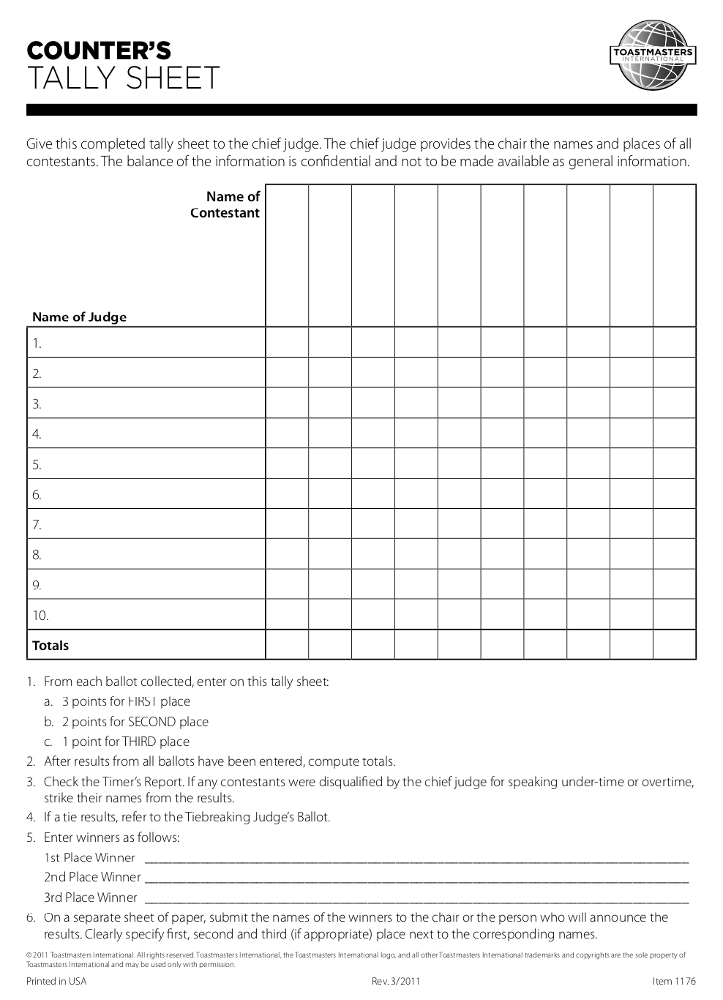 COUNTER’S
TALLY SHEET
TOASTMASTERS
INTERNATIONAL
Give this completed tally sheet to the chief judge. The chief judge provides the chair the names and places of all
contestants. The balance of the information is confidential and not to be made available as general information.
Name of
Contestant
Name of Judge
1.
2.
3.
4.
5.
6.
7.
8.
9.
10.
Totals
1. From each ballot collected, enter on this tally sheet:
a. 3 points for FIRST place
b. 2 points for SECOND place
c. 1 point for THIRD place
2. After results from all ballots have been entered, compute totals.
3. Check the Timer’s Report. If any contestants were disqualified by the chief judge for speaking under-time or overtime,
strike their names from the results.
4. If a tie results, refer to the Tiebreaking Judge’s Ballot.
5. Enter winners as follows:
1st Place Winner
2nd Place Winner
3rd Place Winner
6. On a separate sheet of paper, submit the names of the winners to the chair or the person who will announce the
results. Clearly specify first, second and third (if appropriate) place next to the corresponding names.
© 2011 Toastmasters International. All rights reserved. Toastmasters International, the Toastmasters International logo, and all other Toastmasters International trademarks and copyrights are the sole property of
Toastmasters International and may be used only with permission.
Printed in USA Rev. 3/2011 Item 1176